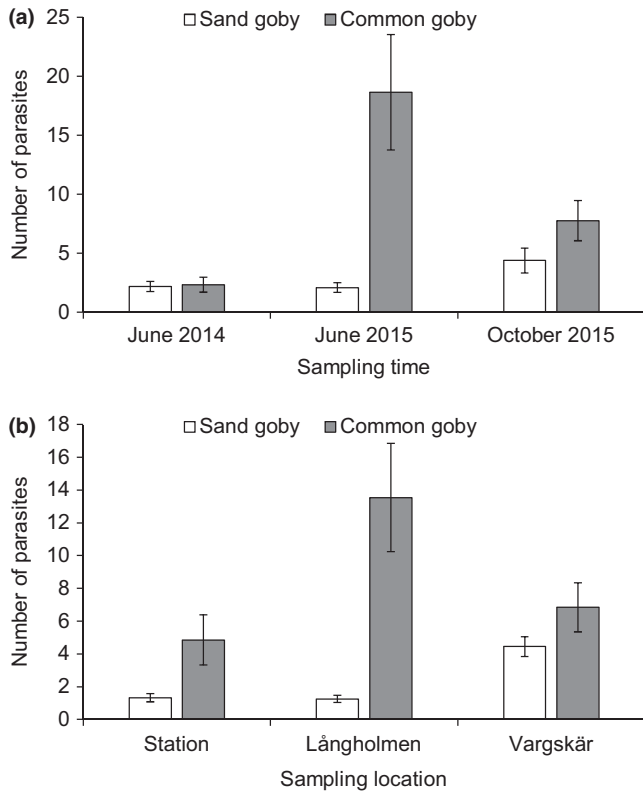 (a)
Sand goby Common goby
25
20
15
10
5
0
Number of parasites
June 2014 June 2015 October 2015
Sampling time
(b)
Sand goby Common goby
18
16
14
12
10
8
6
4
2
0
Number of parasites
Station Långholmen Vargskär
Sampling location